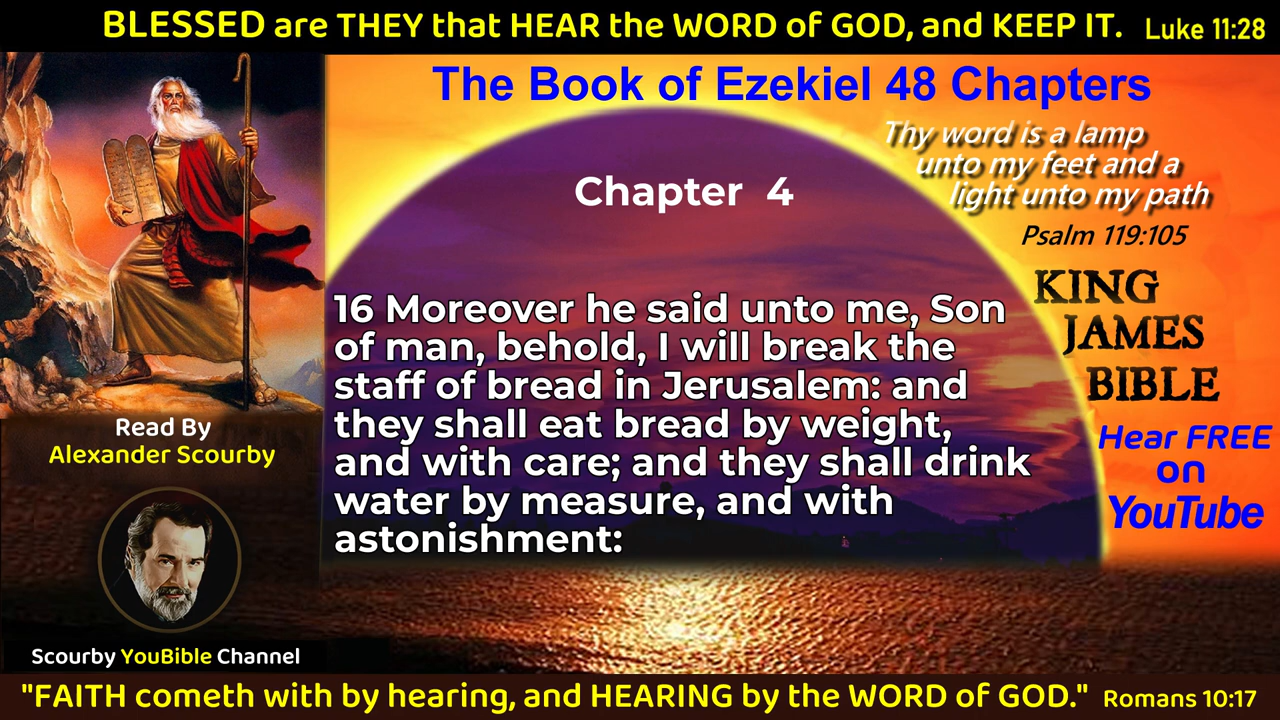 BLESSED are THEY that HEAR the WORD of GOD, and KEEP IT. Luke 11:28
The Book of Ezekiel 48 Chapters
Thy word is a lamp
unto my feet and a
light unto my path
Psalm 119:105
Chapter 4
16 Moreover he said unto me, Son
of man, behold, I will break the
staff of bread in Jerusalem: and
they shall eat bread by weight,
and with care; and they shall drink
water by measure, and with
astonishment:
KING
JAMES
BIBLE
Hear FREE
on
YouTube
Read By
Alexander Scourby
Scourby YouBible Channel
"FAITH cometh with by hearing, and HEARING by the WORD of GOD." Romans 10:17